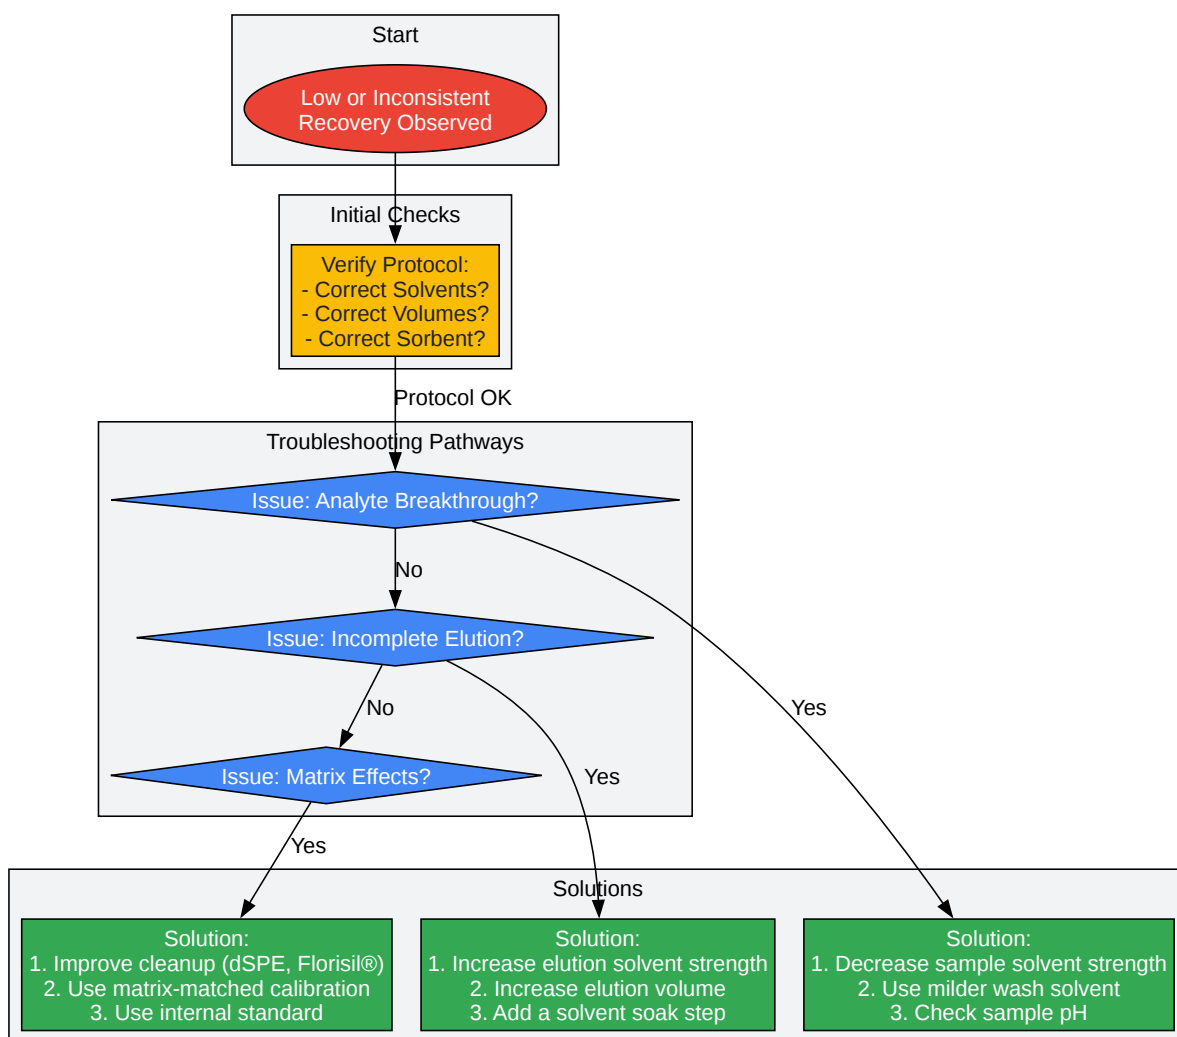 Start
Low or Inconsistent
Recovery Observed
Initial Checks
Verify Protocol:
- Correct Solvents?
- Correct Volumes?
- Correct Sorbent?
Protocol OK
Troubleshooting Pathways
Issue: Analyte Breakthrough?
No
Issue: Incomplete Elution?
No
Yes
Issue: Matrix Effects?
Yes
Yes
Solutions
Solution:
1. Improve cleanup (dSPE, Florisil®)
2. Use matrix-matched calibration
3. Use internal standard
Solution:
1. Increase elution solvent strength
2. Increase elution volume
3. Add a solvent soak step
Solution:
1. Decrease sample solvent strength
2. Use milder wash solvent
3. Check sample pH